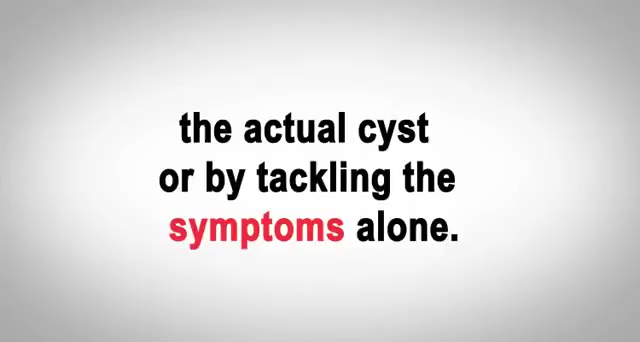 the actual cyst
or by tackling the
symptoms alone.